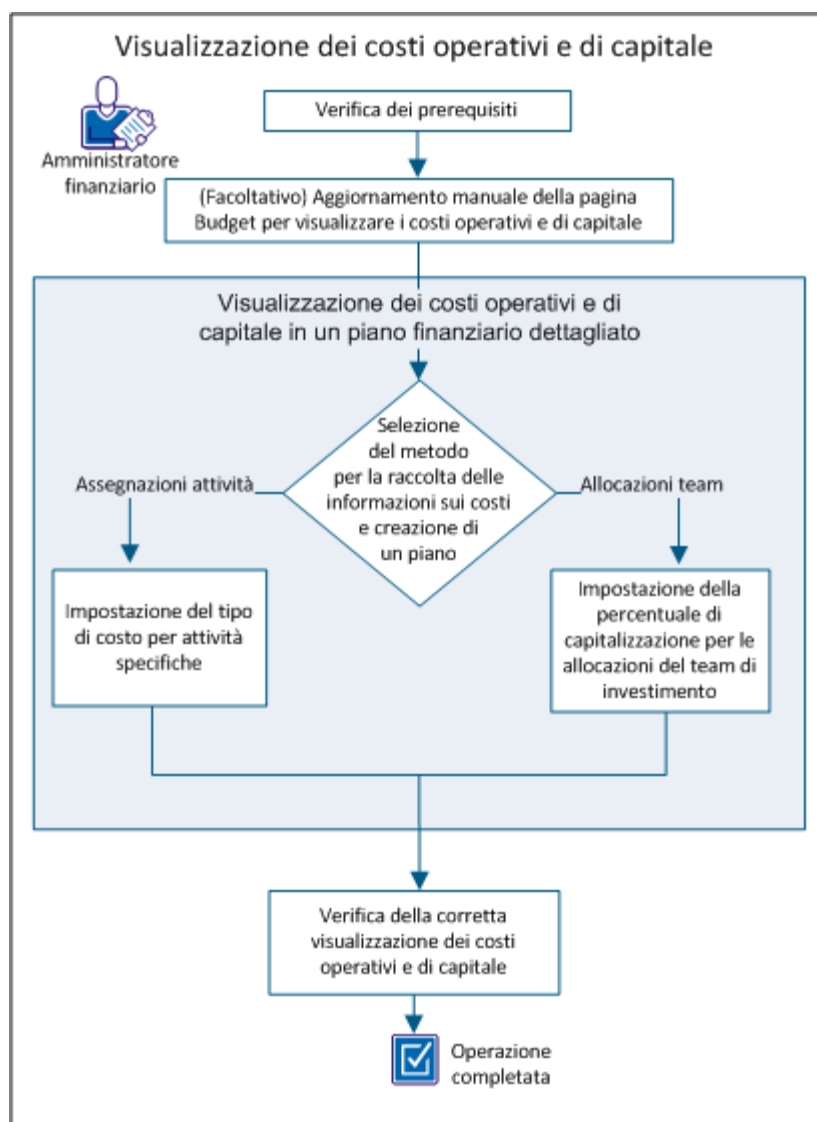 Visualizzazione dei costi operativi e di capitale
Verifica dei prerequisiti
Amministratore
finanziario
(Facoltativo) Aggiornamento manuale della pagina
Budget per visualizzare i costi operativi e di capitale
Visualizzazione dei costi operativi e di
capitale in un piano finanziario dettagliato
Selezione
del metodo
per la raccolta delle
informazioni sui costi
e creazione di
un piano
Assegnazioni attività
Allocazioni team
Impostazione del tipo
di costo per attività
specifiche
Impostazione della
percentuale di
capitalizzazione per le
allocazioni del team di
investimento
Verifica della corretta
visualizzazione dei costi
operativi e di capitale
Operazione
completata